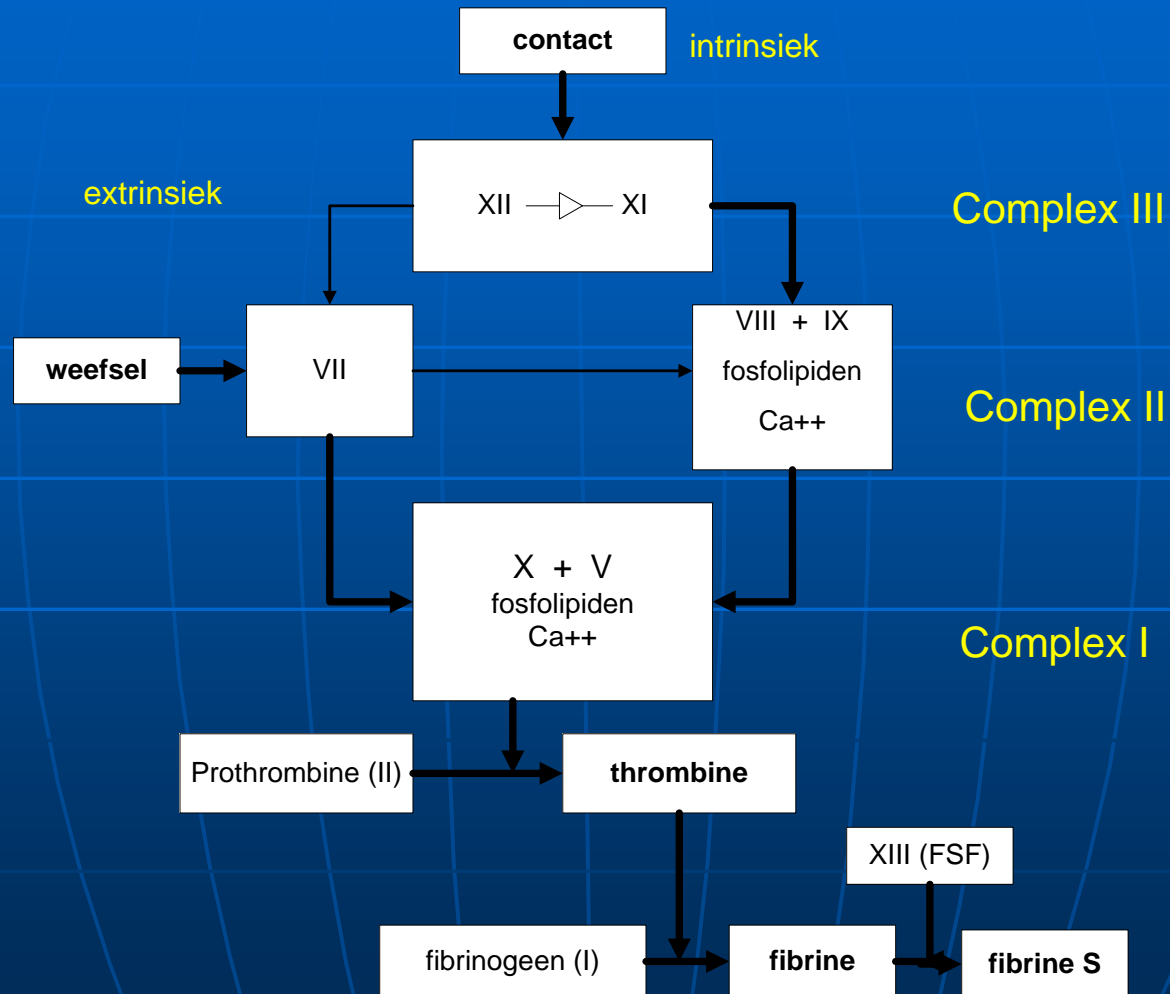 contact
intrinsiek
extrinsiek
XII XI
Complex III
weefsel
VII
VIII + IX
fosfolipiden
Ca++
Complex II
X + V
fosfolipiden
Ca++
Complex I
Prothrombine (II)
thrombine
XIII (FSF)
fibrinogeen (I)
fibrine
fibrine S